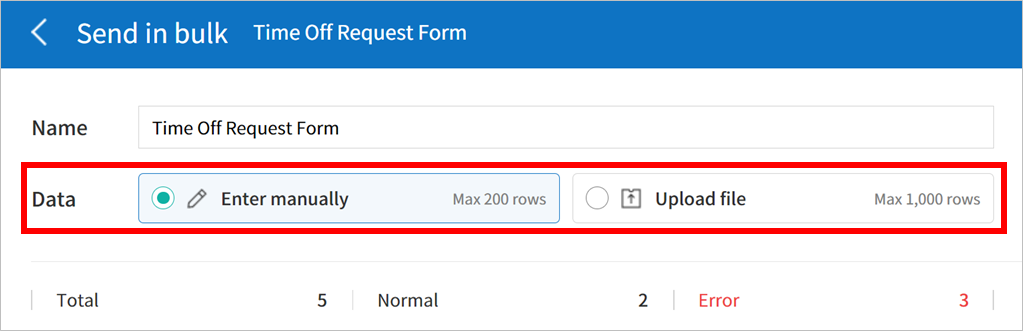 Send in bulk Time Off Request Form
Name Time Off Request Form
Data Enter manually Max 200 rows Upload file Max 1,000 rows
Total 5 Normal 2 Error 3